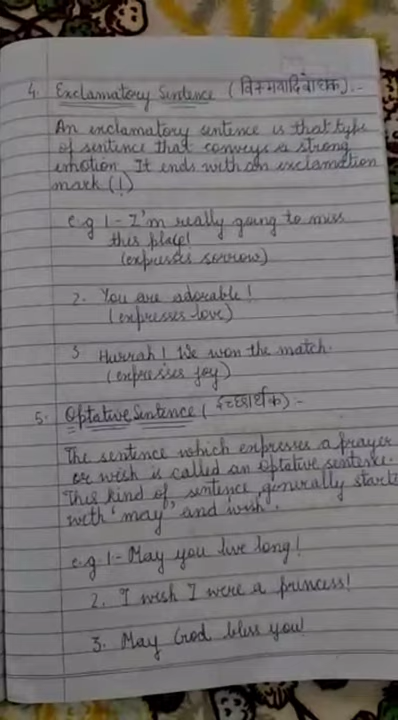 4. Exclamatory Sentence (विस्मयादिबोधक):-
An exclamatory sentence is that type
of sentence that conveys a strong
emotion. It ends with an exclamation
mark (!)
e.g 1- I'm really going to miss
this place!
(expresses sorrow)
2. You are adorable!
(expresses love)
3 Hurrah! We won the match.
(expresses joy)
5. Optative Sentence (इच्छार्थक):-
The sentence which expresses a prayer
or wish is called an optative sentence.
This kind of sentence generally starts
with 'may' and wish'.
e.g. 1- May you live long!
2. I wish I were a princess!
3. May God bless you!